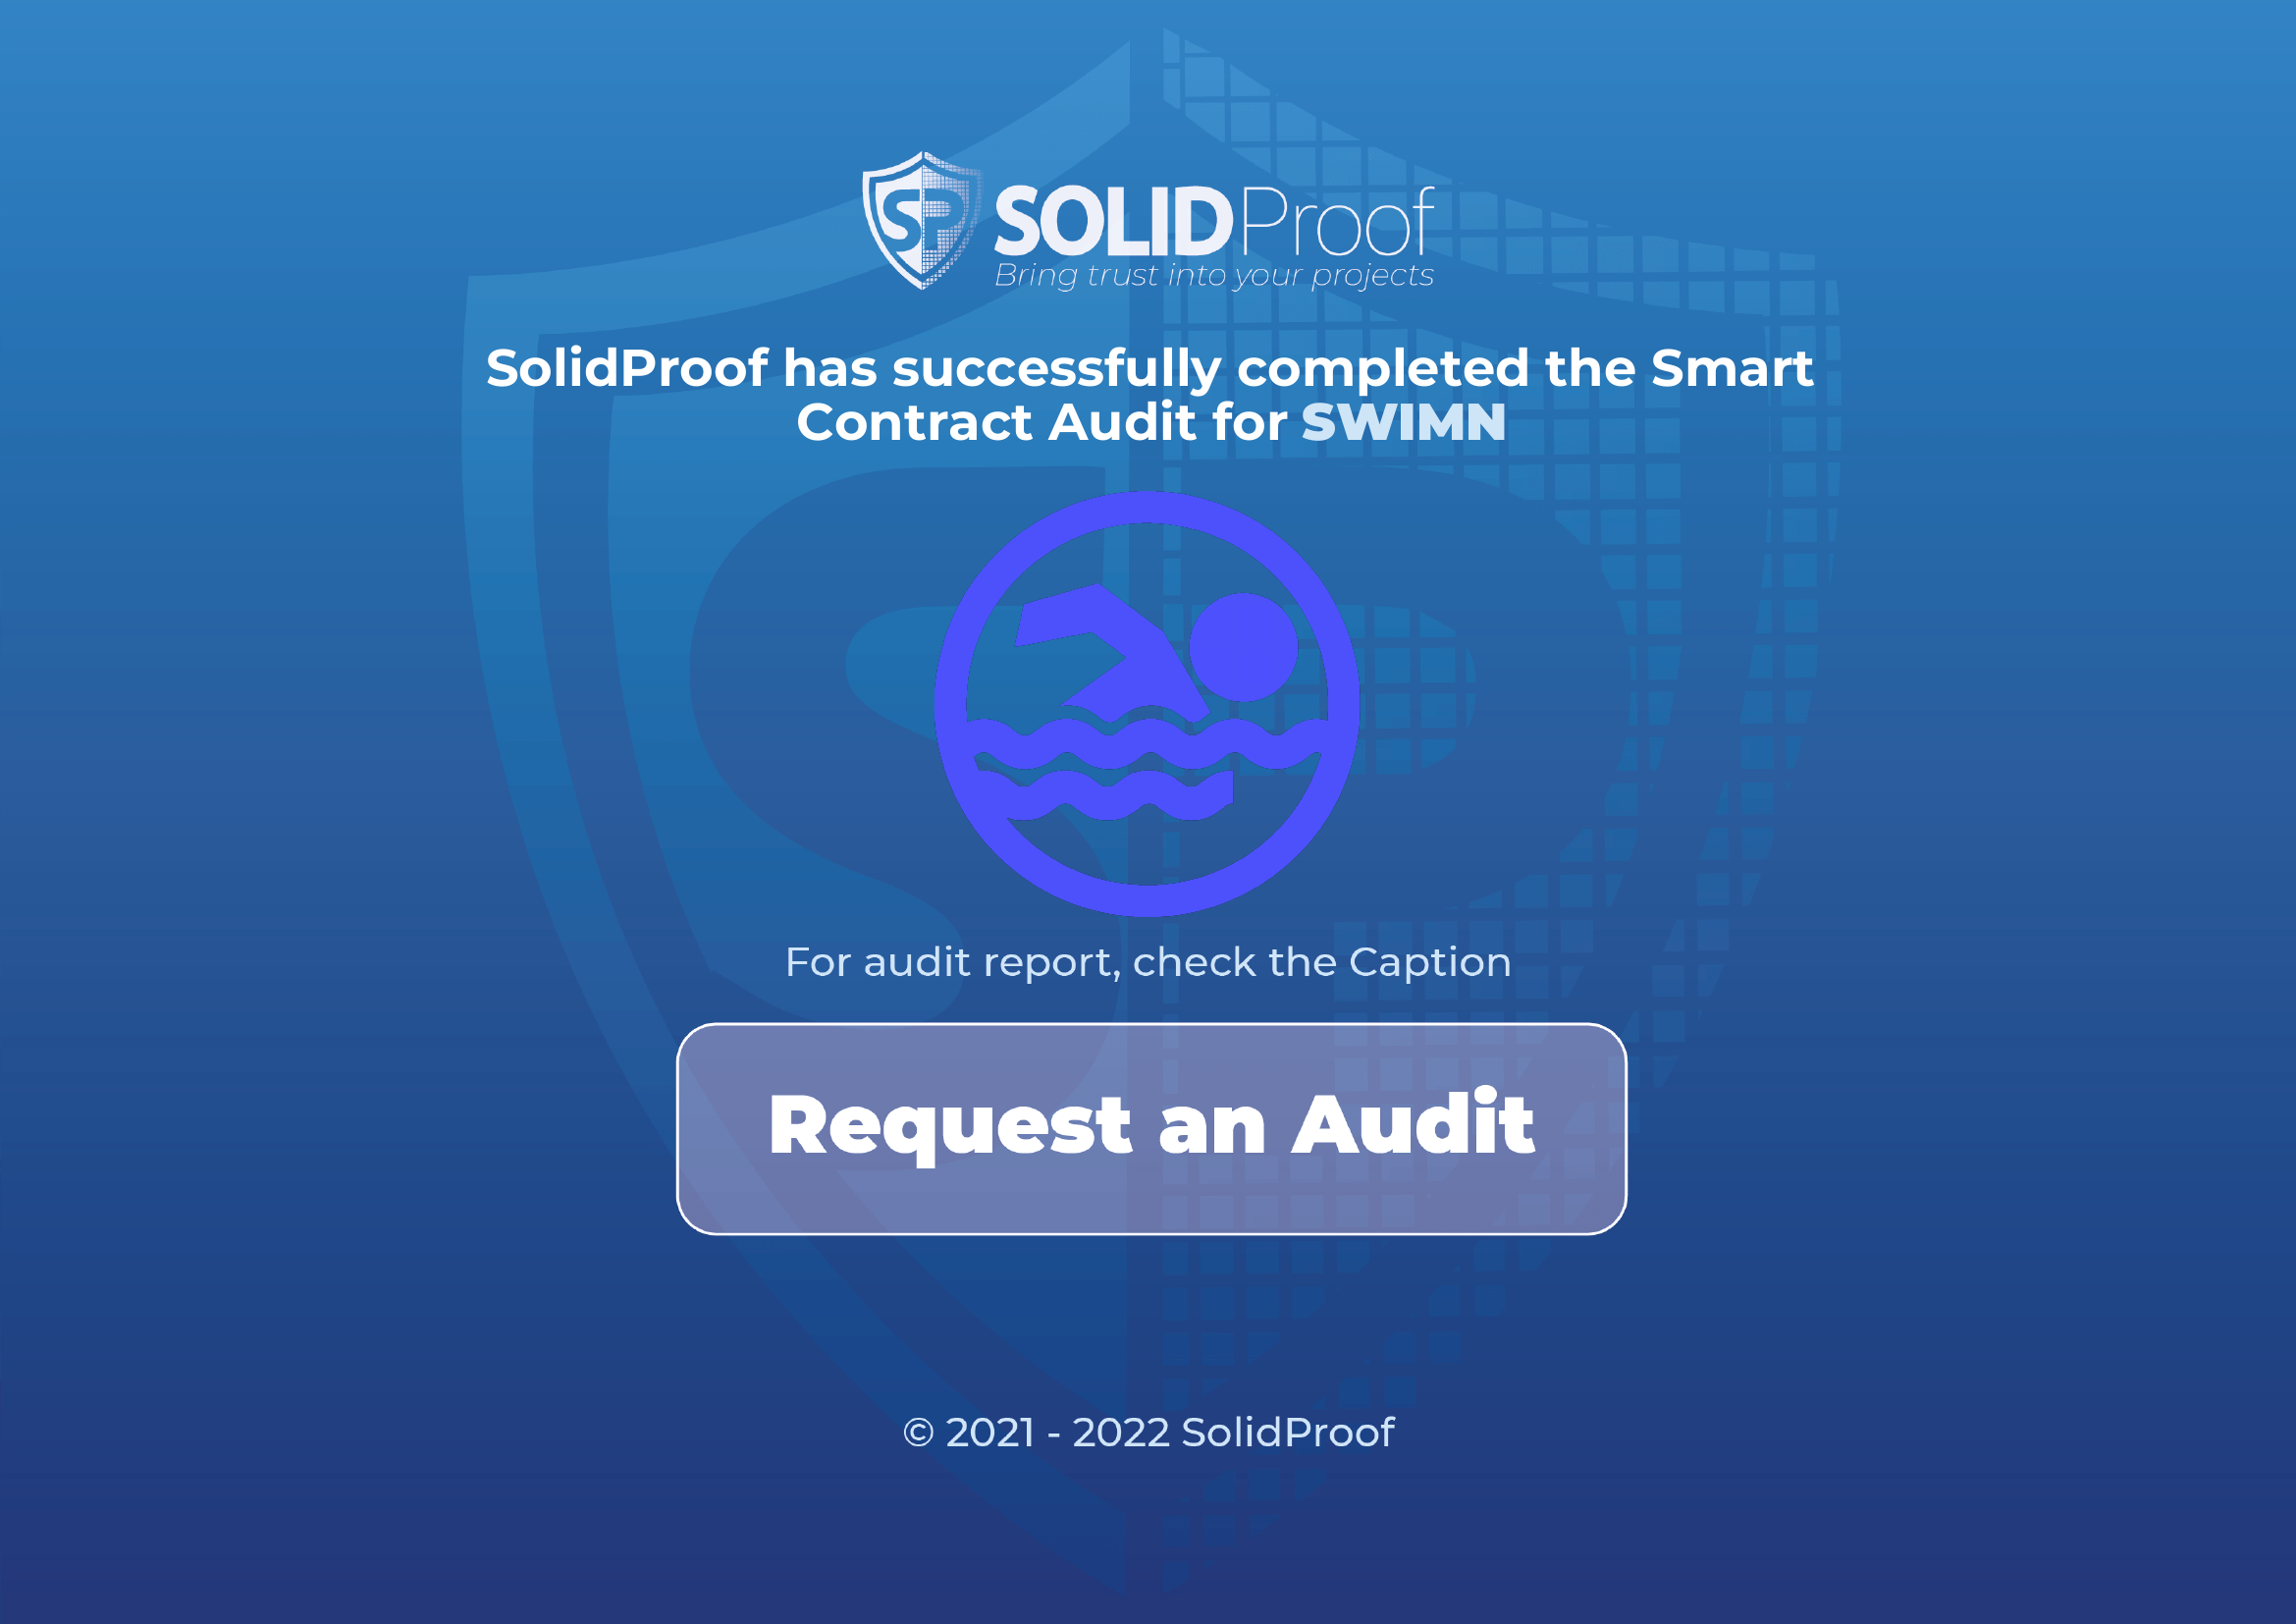 SP SOLIDProof
Bring trust into your projects
SolidProof has successfully completed the Smart
Contract Audit for SWIMN
For audit report, check the Caption
Request an Audit
© 2021 - 2022 SolidProof